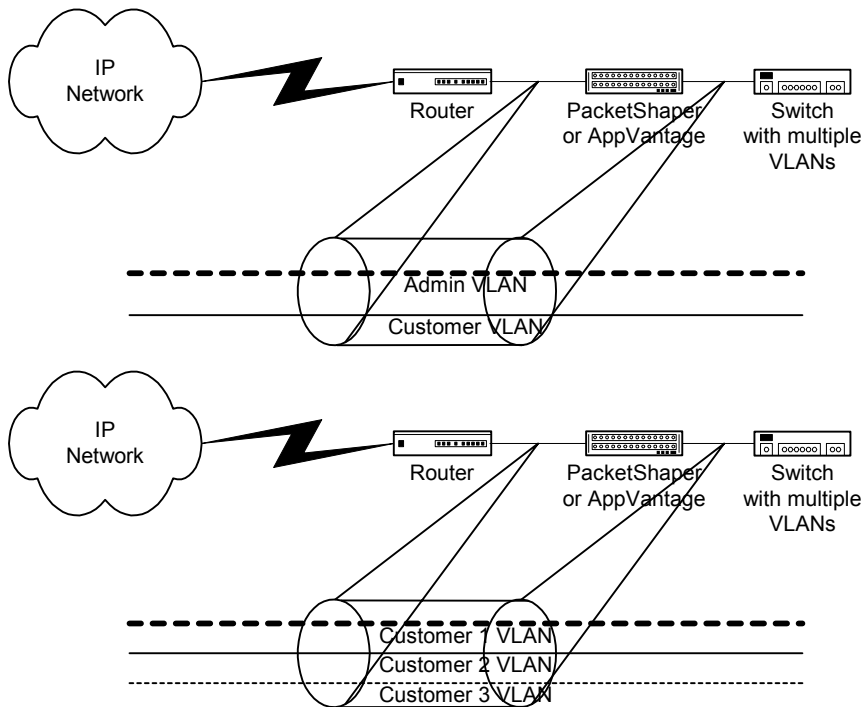 IP
Network
Router
PacketShaper
or AppVantage
Switch
with multiple
VLANs
Admin VLAN
Customer VLAN
IP
Network
Router
PacketShaper
or AppVantage
Switch
with multiple
VLANs
Customer 1 VLAN
Customer 2 VLAN
Customer 3 VLAN